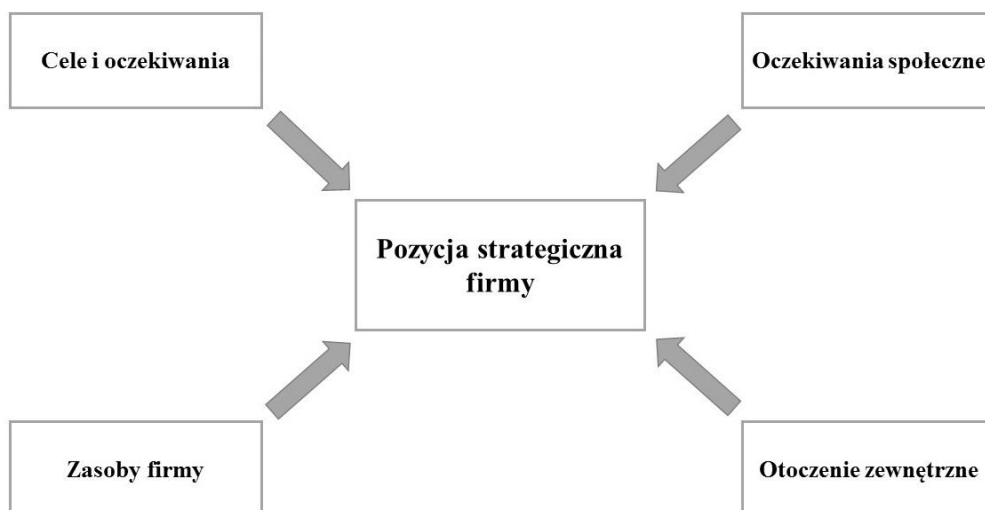 Cele i oczekiwania
Oczekiwania społeczne
Pozycja strategiczna
firmy
Zasoby firmy
Otoczenie zewnętrzne